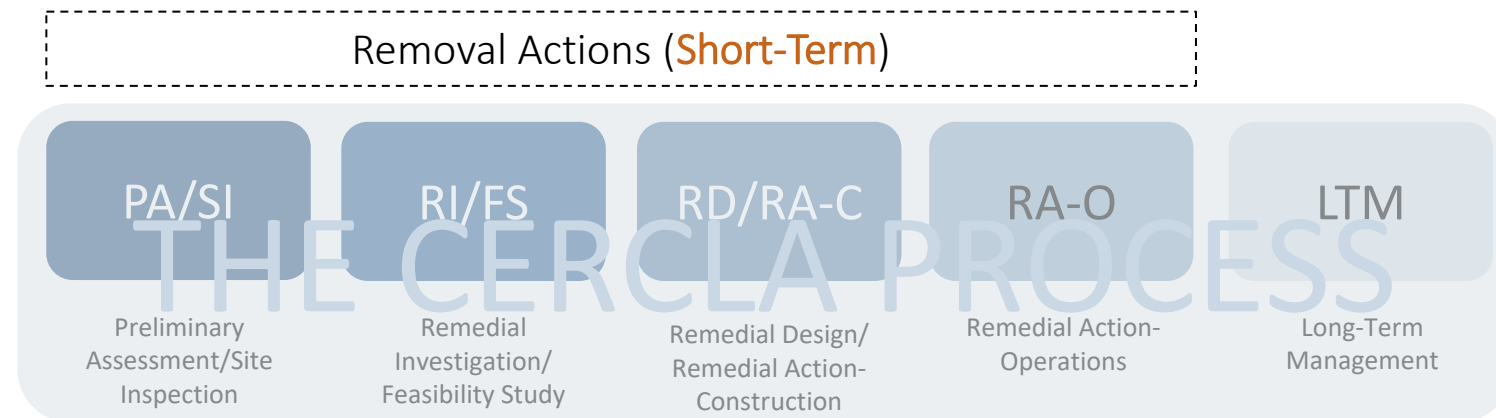 Removal Actions (Short-Term)
PA/SI
RI/FS
RD/RA-C
RA-O
LTM
THE CERCLA PROCESS
Preliminary
Assessment/Site
Inspection
Remedial
Investigation/
Feasibility Study
Remedial Design/
Remedial Action-
Construction
Remedial Action-
Operations
Long-Term
Management